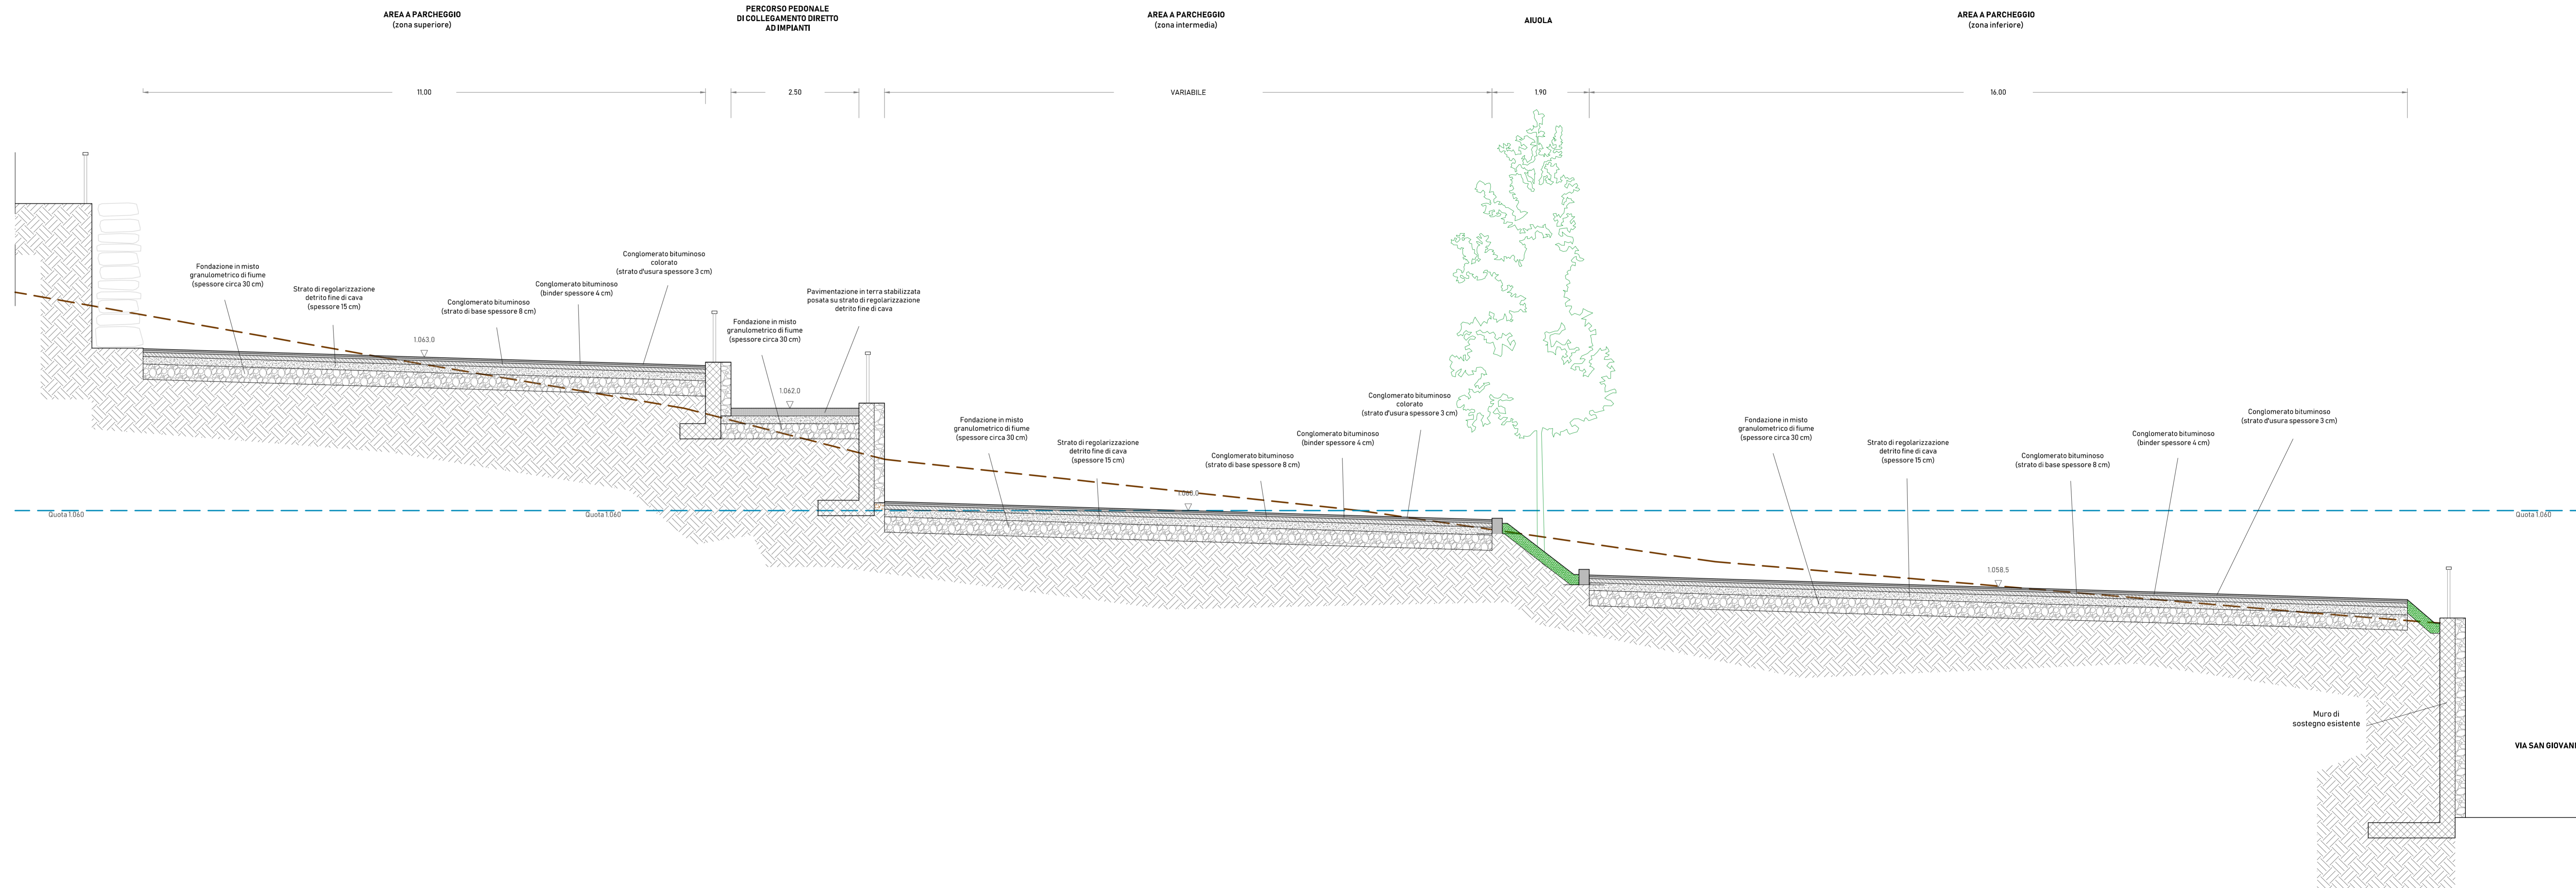 AREA A PARCHEGGIO
(zona superiore)
PERCORSO PEDONALE
DI COLLEGAMENTO DIRETTO
AD IMPIANTI
AREA A PARCHEGGIO
(zona intermedia)
AIUOLA
AREA A PARCHEGGIO
(zona inferiore)
11.00
2.50
VARIABILE
1.90
16.00
Fondazione in misto
granulometrico di fiume
(spessore circa 30 cm)
Strato di regolarizzazione
detrito fine di cava
(spessore 15 cm)
Conglomerato bituminoso
(strato di base spessore 8 cm)
Conglomerato bituminoso
(binder spessore 4 cm)
Conglomerato bituminoso
colorato
(strato d'usura spessore 3 cm)
1.063,0
Fondazione in misto
granulometrico di fiume
(spessore circa 30 cm)
Pavimentazione in terra stabilizzata
posata su strato di regolarizzazione
detrito fine di cava
1.062,0
Fondazione in misto
granulometrico di fiume
(spessore circa 30 cm)
Strato di regolarizzazione
detrito fine di cava
(spessore 15 cm)
Conglomerato bituminoso
(strato di base spessore 8 cm)
Conglomerato bituminoso
(binder spessore 4 cm)
Conglomerato bituminoso
colorato
(strato d'usura spessore 3 cm)
1.060,0
Fondazione in misto
granulometrico di fiume
(spessore circa 30 cm)
Strato di regolarizzazione
detrito fine di cava
(spessore 15 cm)
Conglomerato bituminoso
(strato di base spessore 8 cm)
Conglomerato bituminoso
(binder spessore 4 cm)
Conglomerato bituminoso
(strato d'usura spessore 3 cm)
1.058,5
Quota 1.060
Quota 1.060
Quota 1.060
Muro di
sostegno esistente
VIA SAN GIOVAN